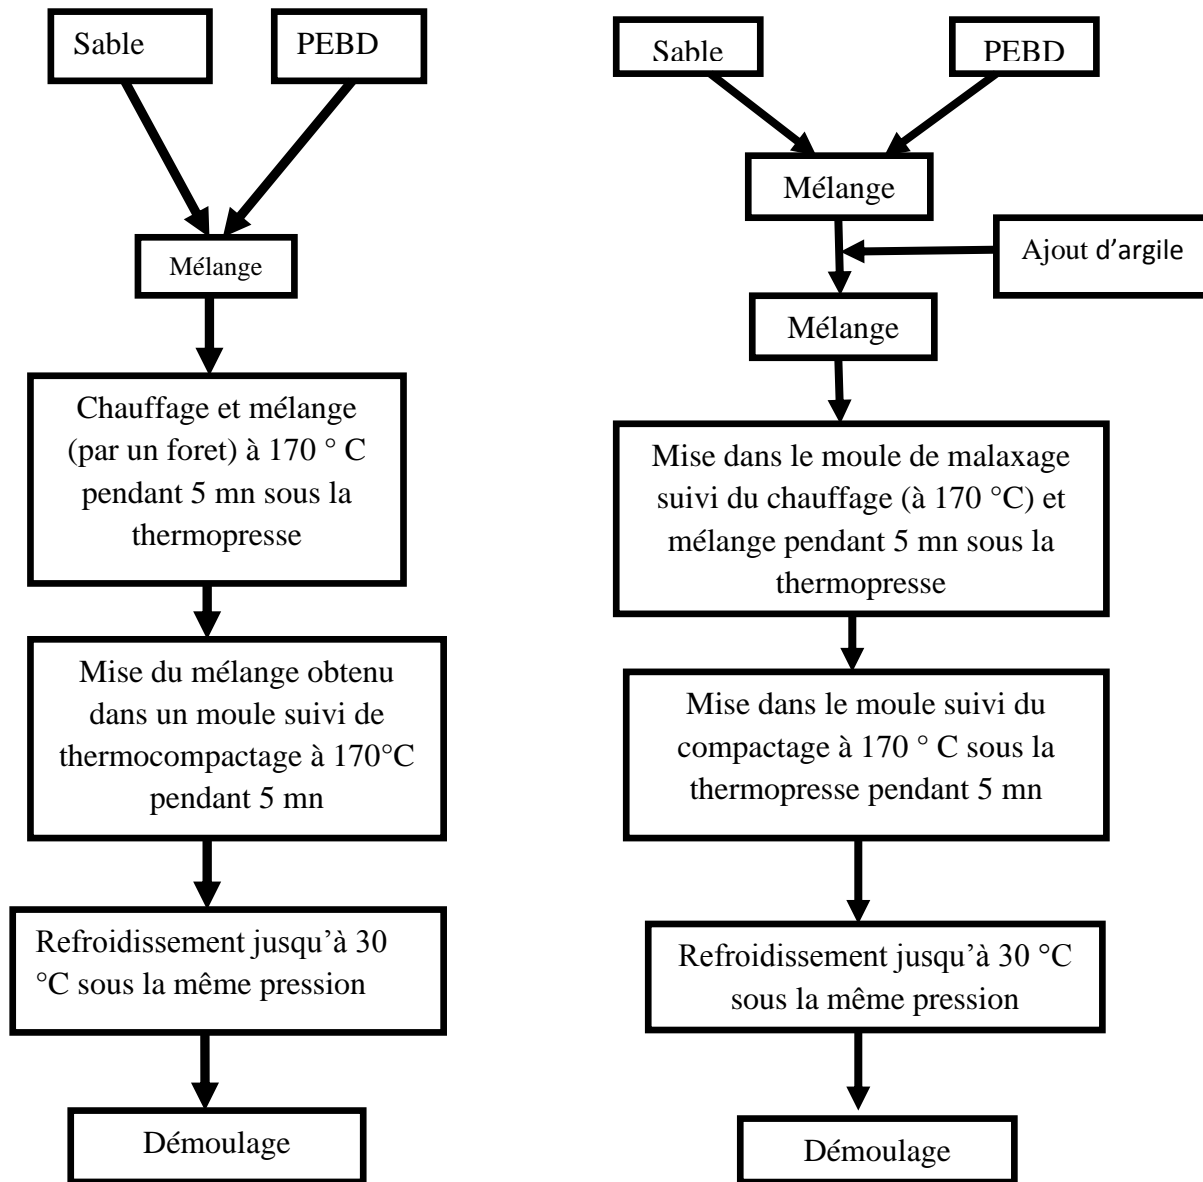 Sable
PEBD
Mélange
Chauffage et mélange
(par un foret) à 170 ° C
pendant 5 mn sous la
thermopresse
Mise du mélange obtenu
dans un moule suivi de
thermocompactage à 170°C
pendant 5 mn
Refroidissement jusqu’à 30
°C sous la même pression
Démoulage
Sable
PEBD
Mélange
Ajout d’argile
Mélange
Mise dans le moule de malaxage
suivi du chauffage (à 170 °C) et
mélange pendant 5 mn sous la
thermopresse
Mise dans le moule suivi du
compactage à 170 ° C sous la
thermopresse pendant 5 mn
Refroidissement jusqu’à 30 °C
sous la même pression
Démoulage